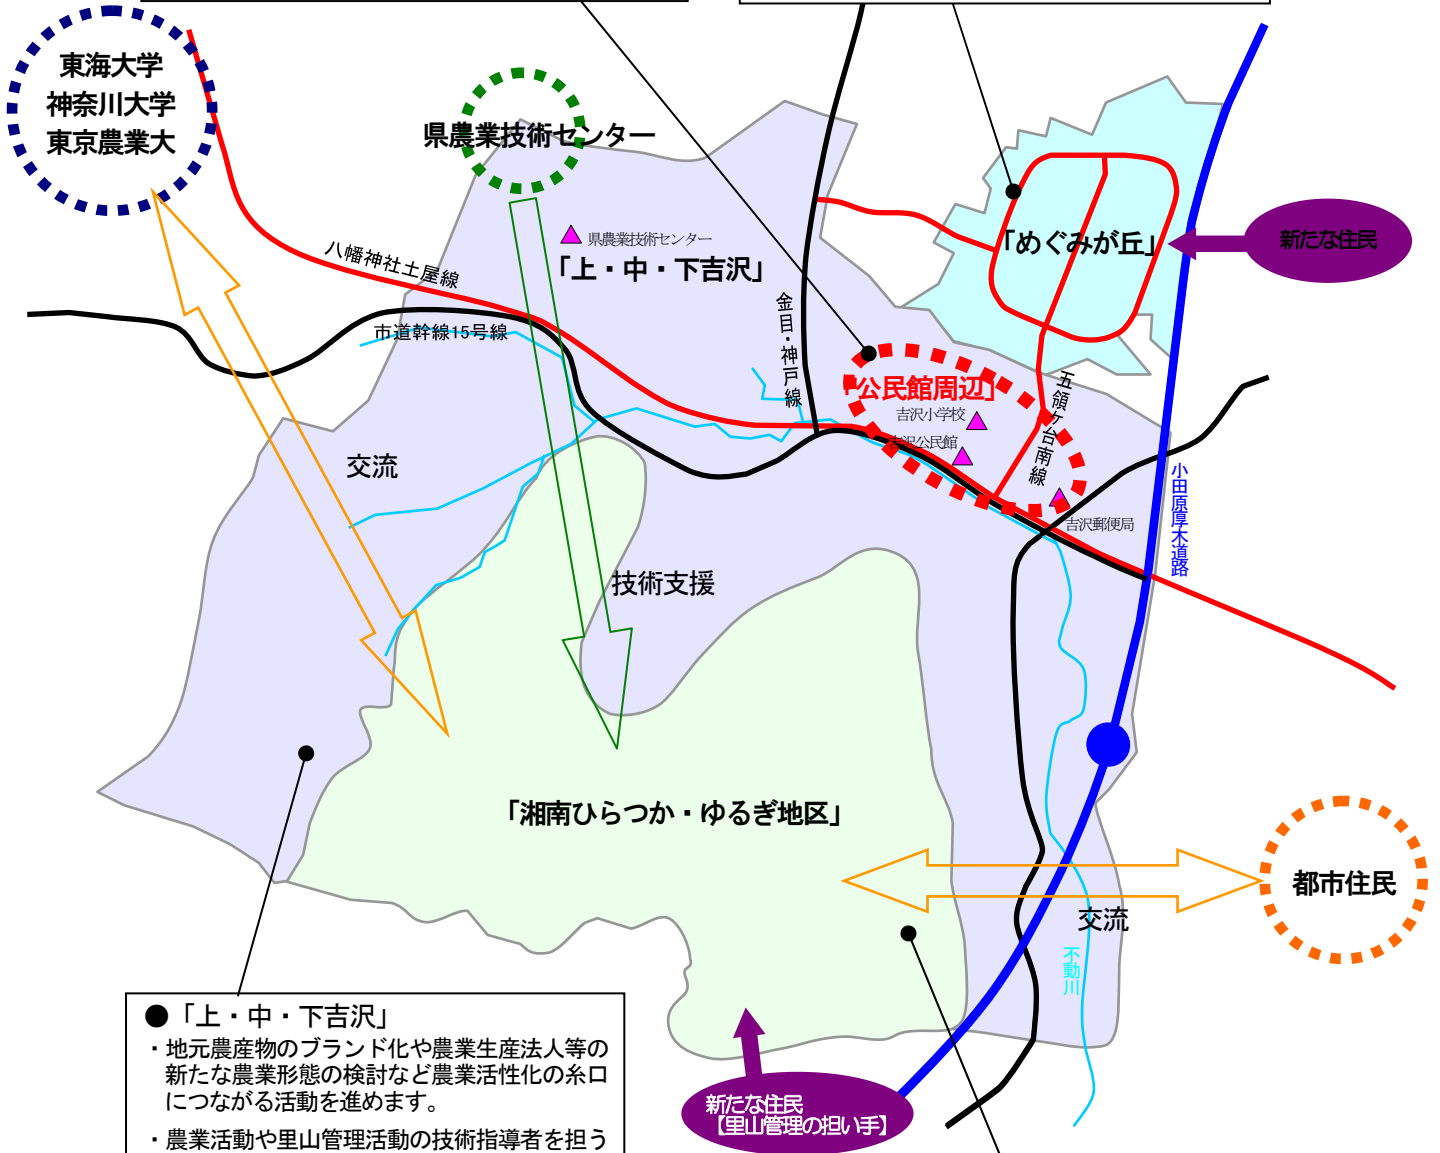 東海大学
神奈川大学
東京農業大
県農業技術センター
県農業技術センター
「上・中・下吉沢」
八幡神社土屋線
市道幹線15号線
金目・神戸線
「めぐみが丘」
新たな住民
「公民館周辺」
吉沢小学校
吉沢公民館
五領ヶ台南線
吉沢郵便局
小田原厚木道路
交流
技術支援
「湘南ひらつか・ゆるぎ地区」
都市住民
交流
不動川
●「上・中・下吉沢」
・地元農産物のブランド化や農業生産法人等の
新たな農業形態の検討など農業活性化の糸口
につながる活動を進めます。
・農業活動や里山管理活動の技術指導者を担う
新たな住民
【里山管理の担い手】